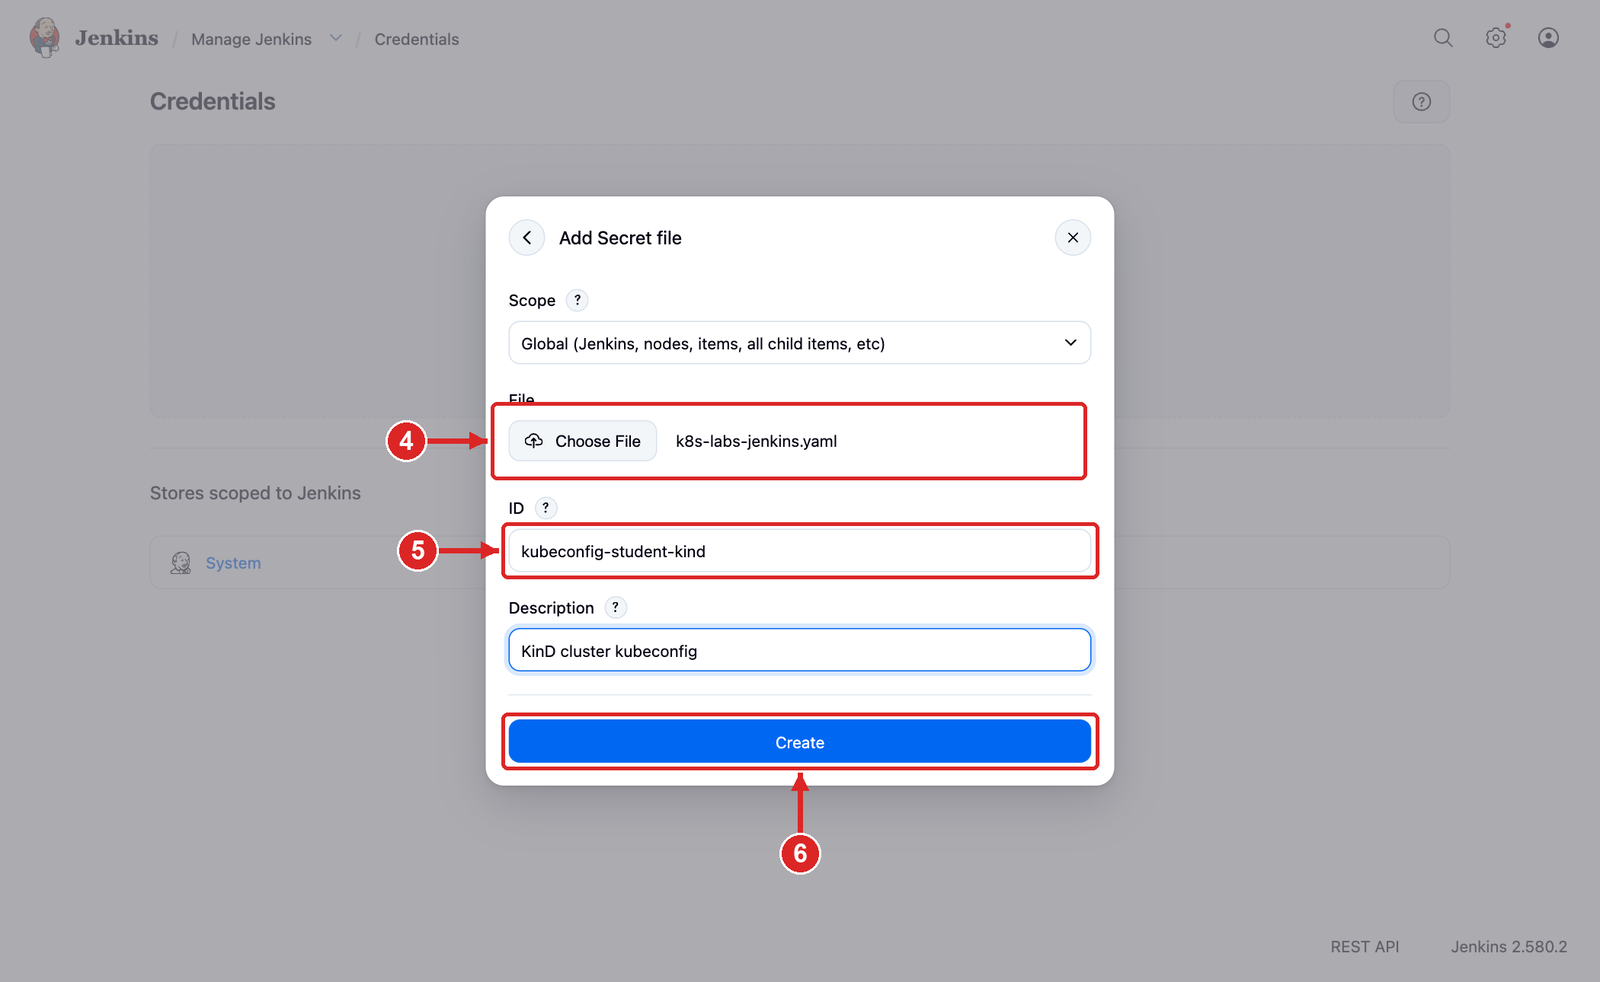 Jenkins / Manage Jenkins / Credentials
Credentials
?
Add Secret file
Scope ?
Global (Jenkins, nodes, items, all child items, etc)
File
4
Choose File k8s-labs-jenkins.yaml
Stores scoped to Jenkins
ID ?
5
kubeconfig-student-kind
System
Description ?
KinD cluster kubeconfig
Create
6
REST API Jenkins 2.580.2